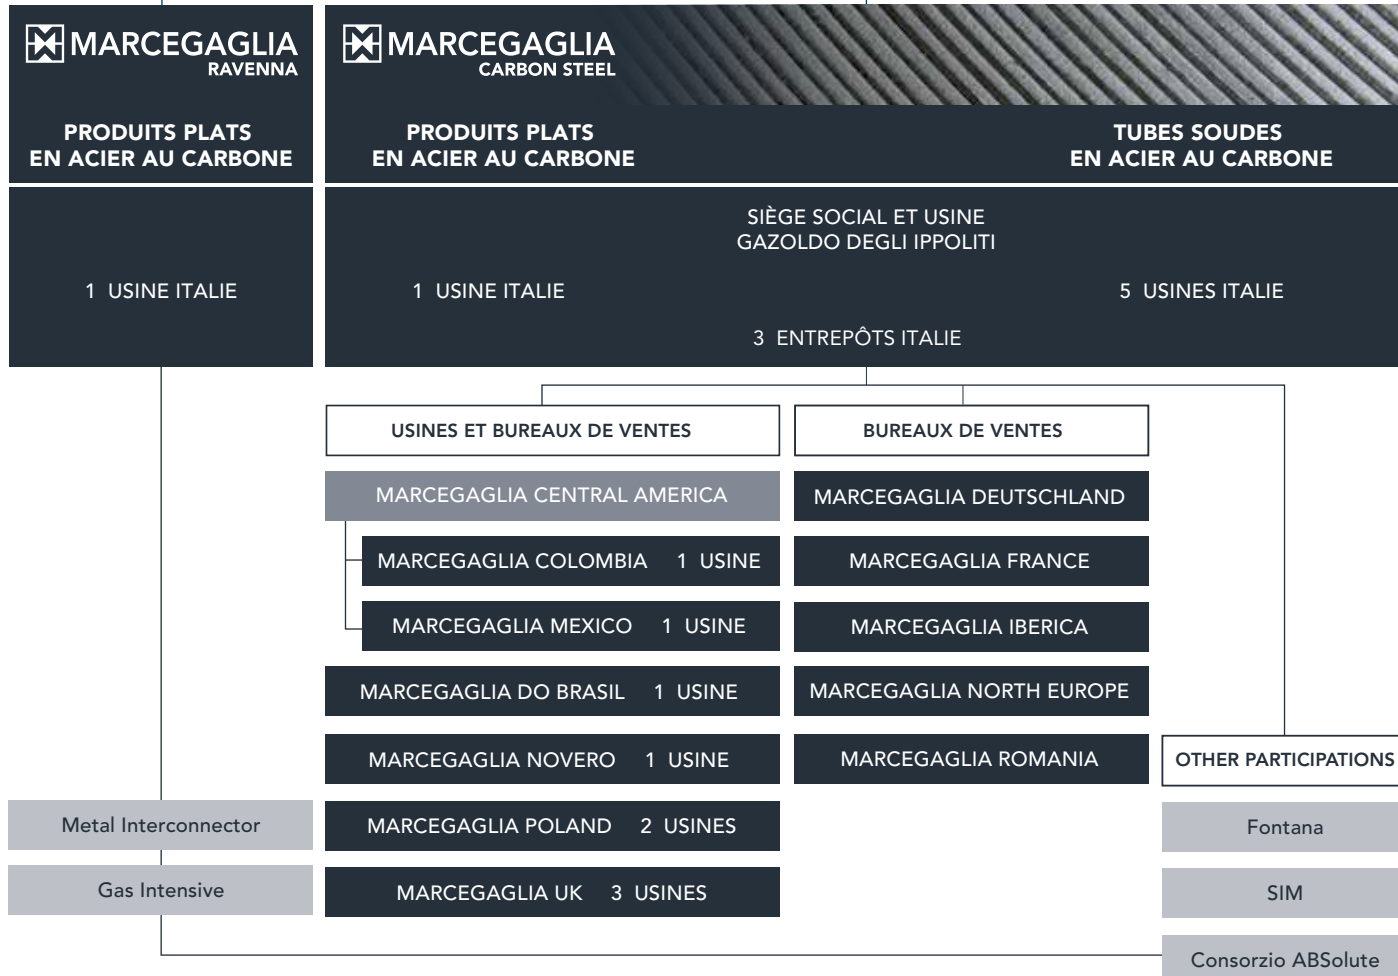 MARCEGAGLIA
RAVENNA
PRODUITS PLATS
EN ACIER AU CARBONE
1 USINE ITALIE
MARCEGAGLIA
CARBON STEEL
PRODUITS PLATS
EN ACIER AU CARBONE
TUBES SOUDES
EN ACIER AU CARBONE
SIÈGE SOCIAL ET USINE
GAZOLDO DEGLI IPPOLITI
1 USINE ITALIE
5 USINES ITALIE
3 ENTREPÔTS ITALIE
USINES ET BUREAUX DE VENTES
MARCEGAGLIA CENTRAL AMERICA
MARCEGAGLIA COLOMBIA 1 USINE
MARCEGAGLIA MEXICO 1 USINE
MARCEGAGLIA DO BRASIL 1 USINE
MARCEGAGLIA NOVERO 1 USINE
MARCEGAGLIA POLAND 2 USINES
MARCEGAGLIA UK 3 USINES
BUREAUX DE VENTES
MARCEGAGLIA DEUTSCHLAND
MARCEGAGLIA FRANCE
MARCEGAGLIA IBERICA
MARCEGAGLIA NORTH EUROPE
MARCEGAGLIA ROMANIA
OTHER PARTICIPATIONS
Fontana
SIM
Consorzio ABSolute
Metal Interconnector
Gas Intensive